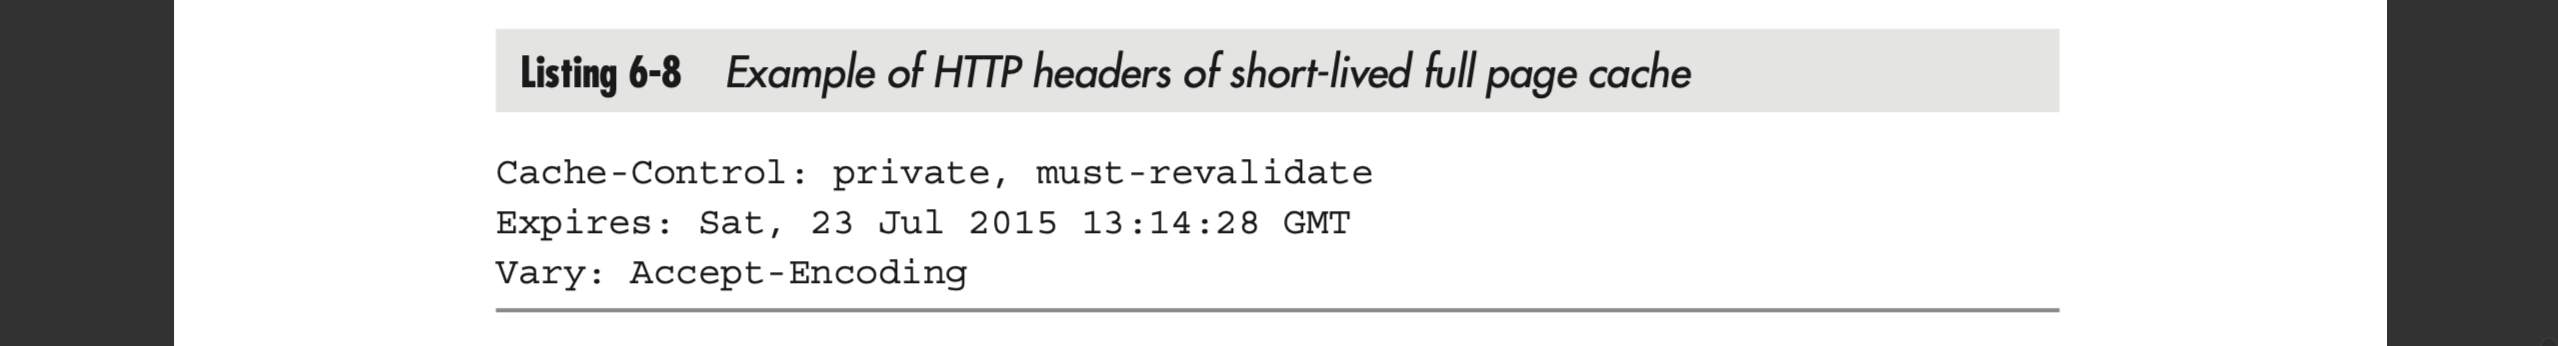 Listing 6-8 Example of HTTP headers of short-lived full page cache
Cache-Control: private, must-revalidate
Expires: Sat, 23 Jul 2015 13:14:28 GMT
Vary: Accept-Encoding